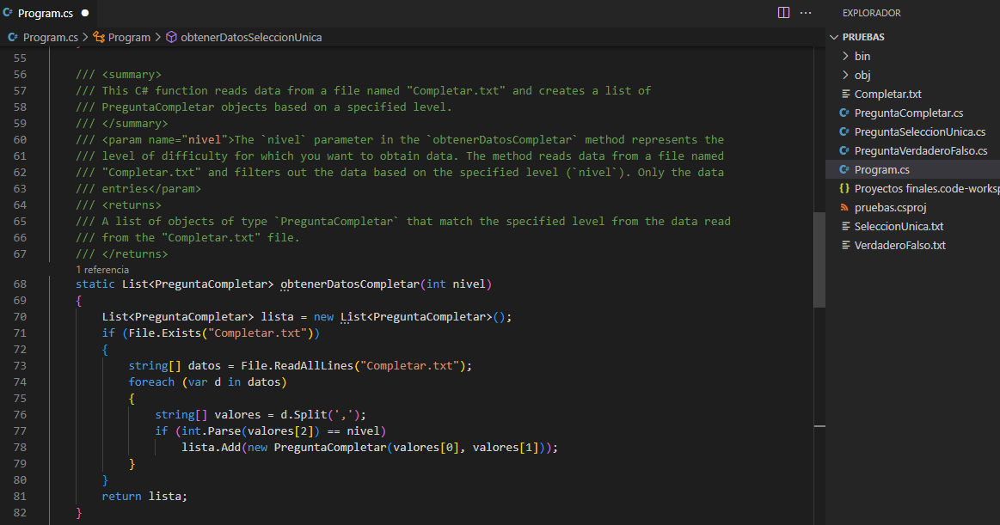 Program.cs
Program.cs > Program > obtenerDatosSeleccionUnica
55
56 /// <summary>
57 /// This C# function reads data from a file named "Completar.txt" and creates a list of
58 /// PreguntaCompletar objects based on a specified level.
59 /// </summary>
60 /// <param name="nivel">The `nivel` parameter in the `obtenerDatosCompletar` method represents the
61 /// level of difficulty for which you want to obtain data. The method reads data from a file named
62 /// "Completar.txt" and filters out the data based on the specified level (`nivel`). Only the data
63 /// entries</param>
64 /// <returns>
65 /// A list of objects of type `PreguntaCompletar` that match the specified level from the data read
66 /// from the "Completar.txt" file.
67 /// </returns>
1 referencia
68 static List<PreguntaCompletar> obtenerDatosCompletar(int nivel)
69 {
70 List<PreguntaCompletar> lista = new List<PreguntaCompletar>();
71 if (File.Exists("Completar.txt"))
72 {
73 string[] datos = File.ReadAllLines("Completar.txt");
74 foreach (var d in datos)
75 {
76 string[] valores = d.Split(',');
77 if (int.Parse(valores[2]) == nivel)
78 lista.Add(new PreguntaCompletar(valores[0], valores[1]));
79 }
80 }
81 return lista;
82 }
EXPLORADOR
PRUEBAS
bin
obj
Completar.txt
PreguntaCompletar.cs
PreguntaSeleccionUnica.cs
PreguntaVerdaderoFalso.cs
Program.cs
Proyectos finales.code-worksp
pruebas.csproj
SeleccionUnica.txt
VerdaderoFalso.txt